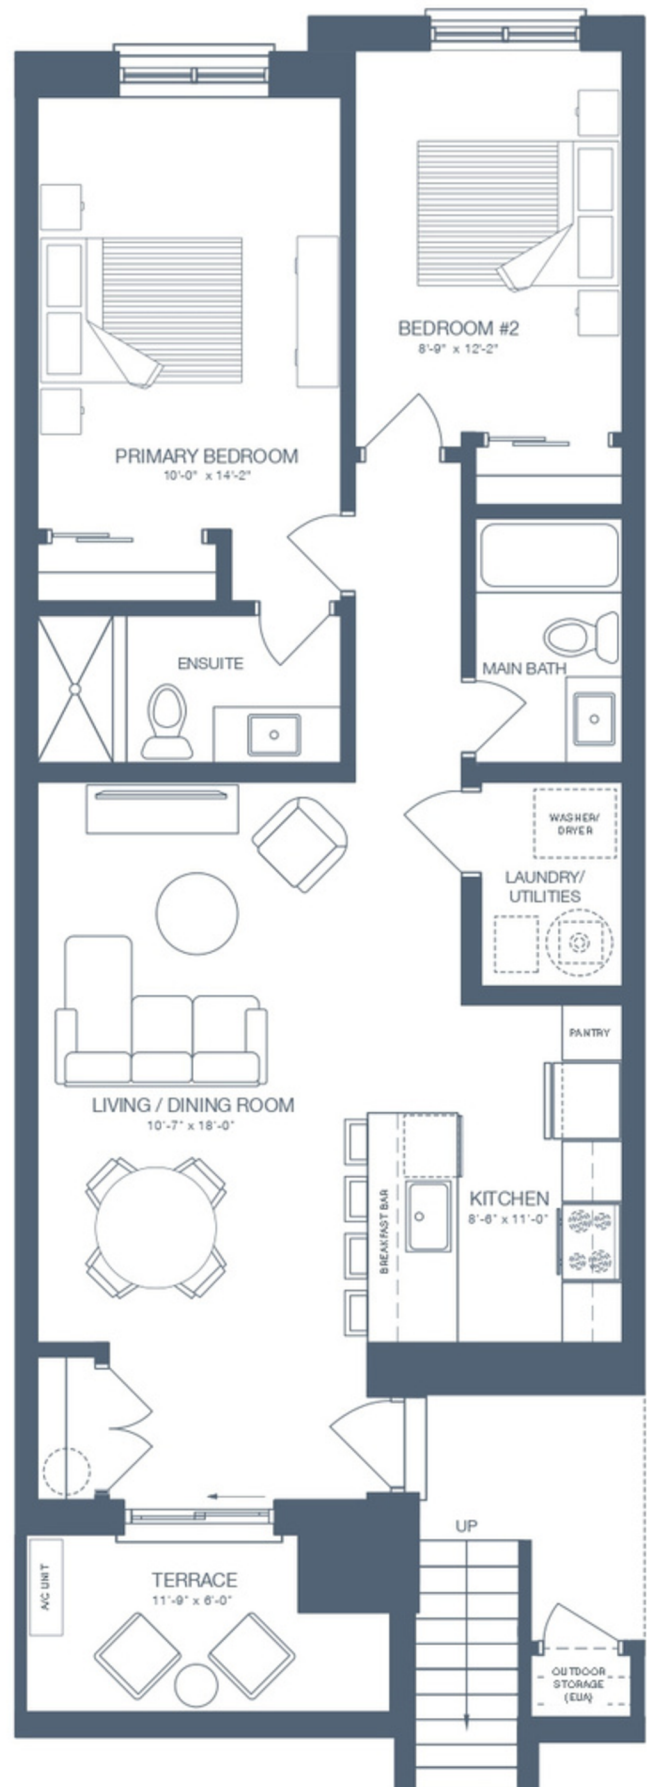 BEDROOM #2
8'-9" x 12'-2"
PRIMARY BEDROOM
10'-0" x 14'-2"
ENSUITE
MAIN BATH
WASHER/
DRYER
LAUNDRY/
UTILITIES
PANTRY
LIVING / DINING ROOM
10'-7" x 18'-0"
BREAKFAST BAR
KITCHEN
8'-6" x 11'-0"
UP
A/C UNIT
TERRACE
11'-9" x 6'-0"
OUTDOOR
STORAGE
(EUA)